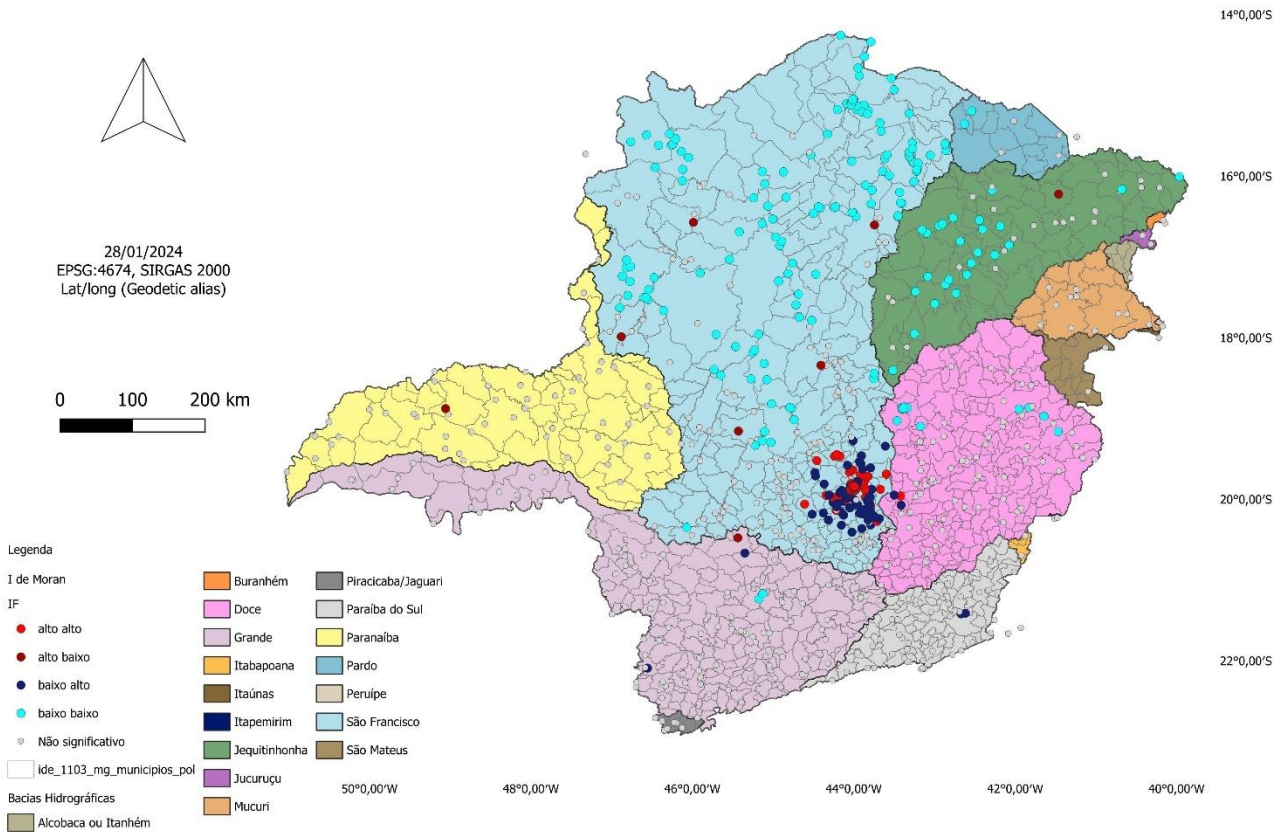 14°0,00′S
16°0,00′S
18°0,00′S
20°0,00′S
22°0,00′S
28/01/2024
EPSG:4674, SIRGAS 2000
Lat/long (Geodetic alias)
0 100 200 km
50°0,00′W 48°0,00′W 46°0,00′W 44°0,00′W 42°0,00′W 40°0,00′W
Legenda
I de Moran
IF
alto alto
alto baixo
baixo alto
baixo baixo
Não significativo
ide_1103_mg_municipios_pol
Bacias Hidrográficas
Alcobaca ou Itanhém
Buranhém
Doce
Grande
Itabapoana
Itaúnas
Itapemirim
Jequitinhonha
Jucuruçu
Mucuri
Piracicaba/Jaguari
Paraíba do Sul
Paranaíba
Pardo
Peruípe
São Francisco
São Mateus